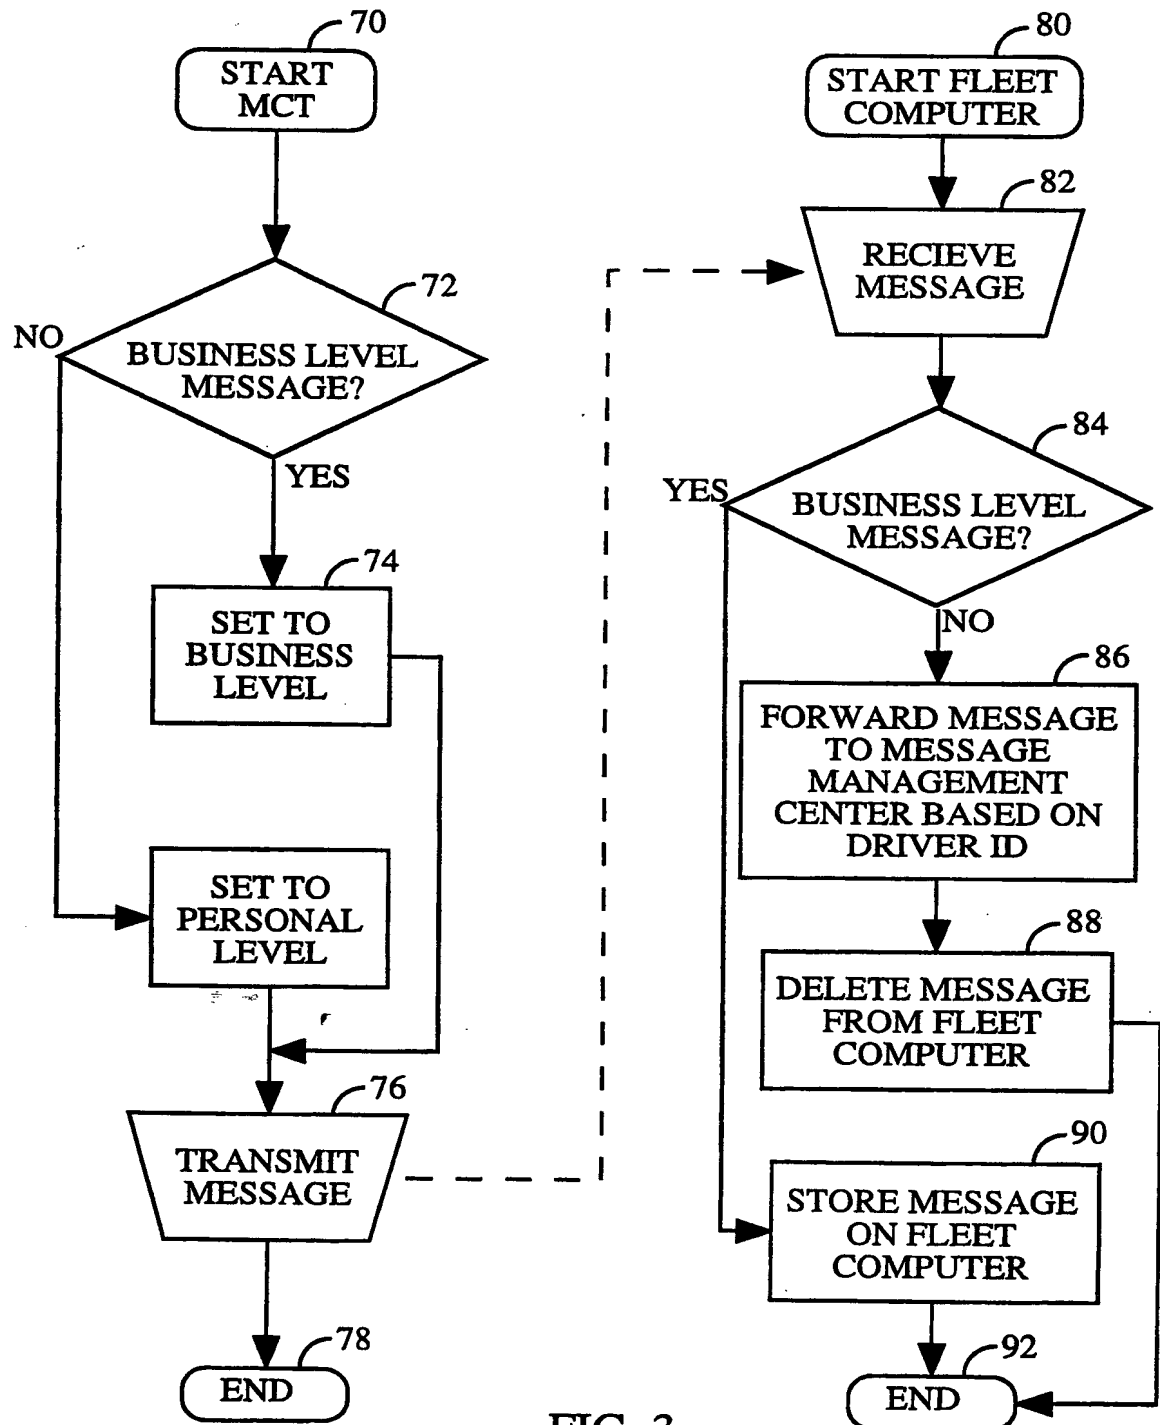 70
START
MCT
72
NO
BUSINESS LEVEL
MESSAGE?
YES
74
SET TO
BUSINESS
LEVEL
SET TO
PERSONAL
LEVEL
76
TRANSMIT
MESSAGE
78
END
80
START FLEET
COMPUTER
82
RECIEVE
MESSAGE
84
YES
BUSINESS LEVEL
MESSAGE?
NO
86
FORWARD MESSAGE
TO MESSAGE
MANAGEMENT
CENTER BASED ON
DRIVER ID
88
DELETE MESSAGE
FROM FLEET
COMPUTER
90
STORE MESSAGE
ON FLEET
COMPUTER
92
END
FIG. 3